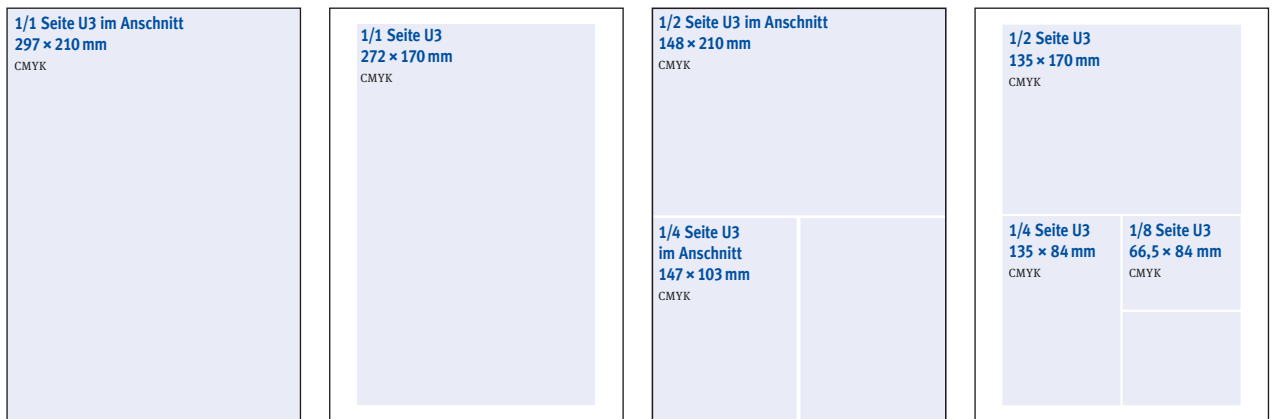 1/1 Seite U3 im Anschnitt
297 × 210 mm
CMYK
1/1 Seite U3
272 × 170 mm
CMYK
1/2 Seite U3 im Anschnitt
148 × 210 mm
CMYK
1/4 Seite U3
im Anschnitt
147 × 103 mm
CMYK
1/2 Seite U3
135 × 170 mm
CMYK
1/4 Seite U3
135 × 84 mm
CMYK
1/8 Seite U3
66,5 × 84 mm
CMYK